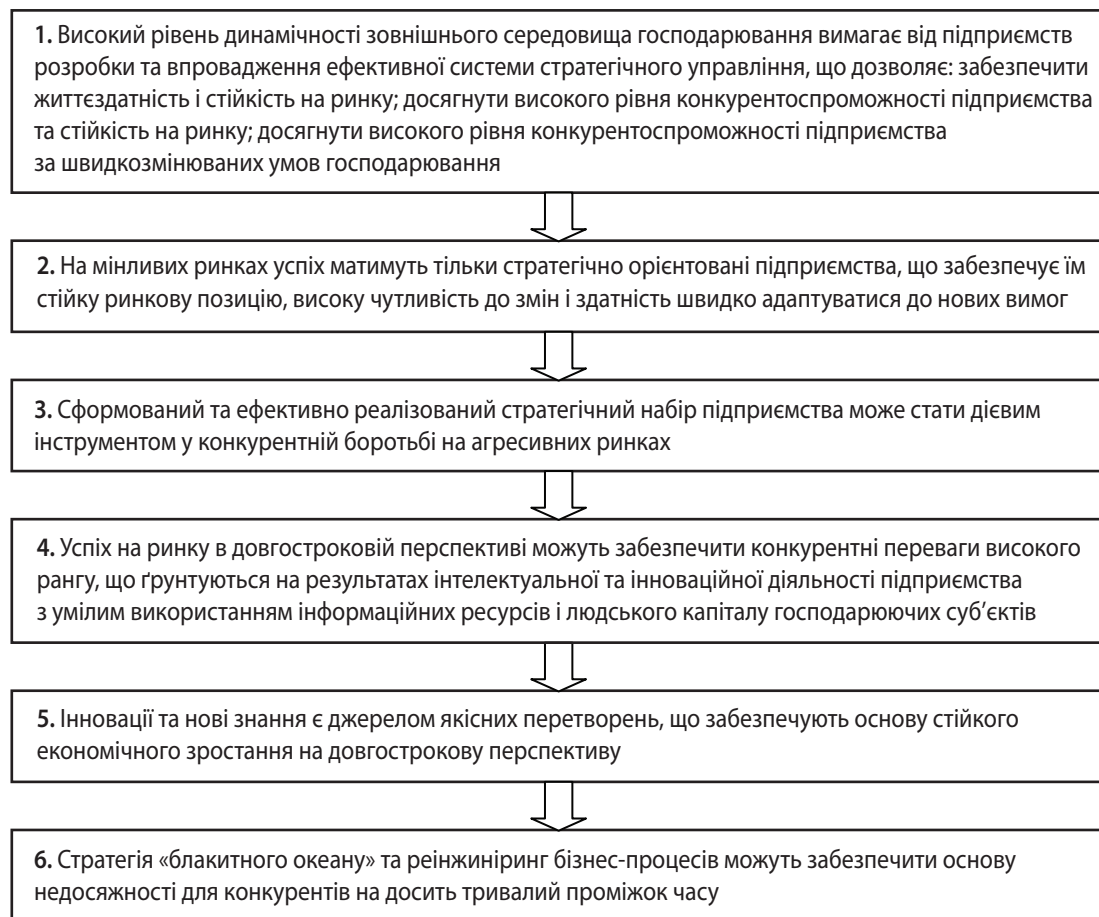 1. Високий рівень динамічності зовнішнього середовища господарювання вимагає від підприємств
розробки та впровадження ефективної системи стратегічного управління, що дозволяє: забезпечити
життєздатність і стійкість на ринку; досягнути високого рівня конкурентоспроможності підприємства
та стійкість на ринку; досягнути високого рівня конкурентоспроможності підприємства
за швидкозмінюваних умов господарювання
2. На мінливих ринках успіх матимуть тільки стратегічно орієнтовані підприємства, що забезпечує їм
стійку ринкову позицію, високу чутливість до змін і здатність швидко адаптуватися до нових вимог
3. Сформований та ефективно реалізований стратегічний набір підприємства може стати дієвим
інструментом у конкурентній боротьбі на агресивних ринках
4. Успіх на ринку в довгостроковій перспективі можуть забезпечити конкурентні переваги високого
рангу, що ґрунтуються на результатах інтелектуальної та інноваційної діяльності підприємства
з умілим використанням інформаційних ресурсів і людського капіталу господарюючих суб’єктів
5. Інновації та нові знання є джерелом якісних перетворень, що забезпечують основу стійкого
економічного зростання на довгострокову перспективу
6. Стратегія «блакитного океану» та реінжиніринг бізнес-процесів можуть забезпечити основу
недосяжності для конкурентів на досить тривалий проміжок часу